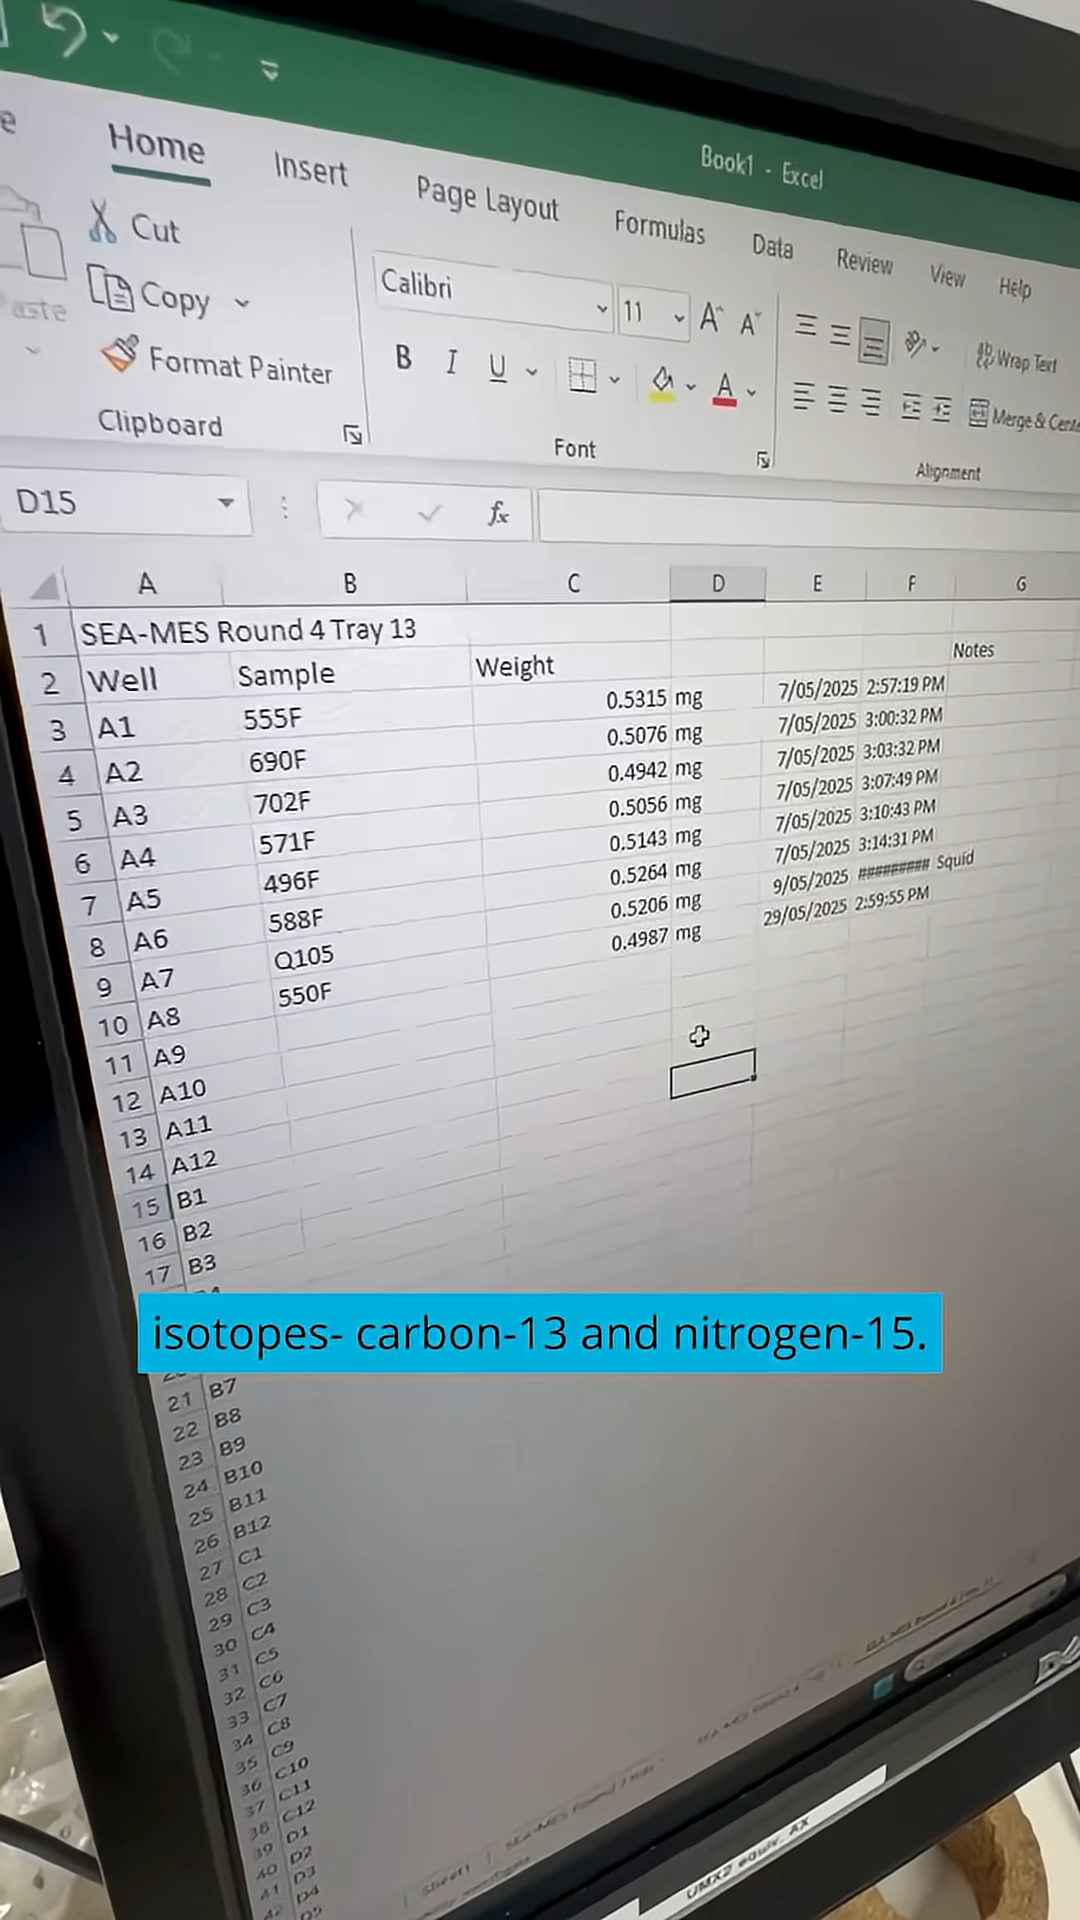 Book1 - Excel
Home Insert Page Layout Formulas Data Review View Help
Cut
Copy
Format Painter
Clipboard
Calibri 11
B I U
Font
Wrap Text
Merge & Cente
Alignment
D15 fx
A B C D E F G
1 SEA-MES Round 4 Tray 13
2 Well Sample Weight Notes
3 A1 555F 0.5315 mg 7/05/2025 2:57:19 PM
4 A2 690F 0.5076 mg 7/05/2025 3:00:32 PM
5 A3 702F 0.4942 mg 7/05/2025 3:03:32 PM
6 A4 571F 0.5056 mg 7/05/2025 3:07:49 PM
7 A5 496F 0.5143 mg 7/05/2025 3:10:43 PM
8 A6 588F 0.5264 mg 7/05/2025 3:14:31 PM
9 A7 Q105 0.5206 mg 9/05/2025 ######### Squid
10 A8 550F 0.4987 mg 29/05/2025 2:59:55 PM
11 A9
12 A10
13 A11
14 A12
15 B1
16 B2
17 B3
isotopes- carbon-13 and nitrogen-15.
21 B7
22 B8
23 B9
24 B10
25 B11
26 B12
27 C1
28 C2
29 C3
30 C4
31 C5
32 C6
33 C7
34 C8
35 C9
36 C10
37 C11
38 C12
39 D1
40 D2
41 D3
42 D4
D5
Sheet1
UMX2 equiv. AX